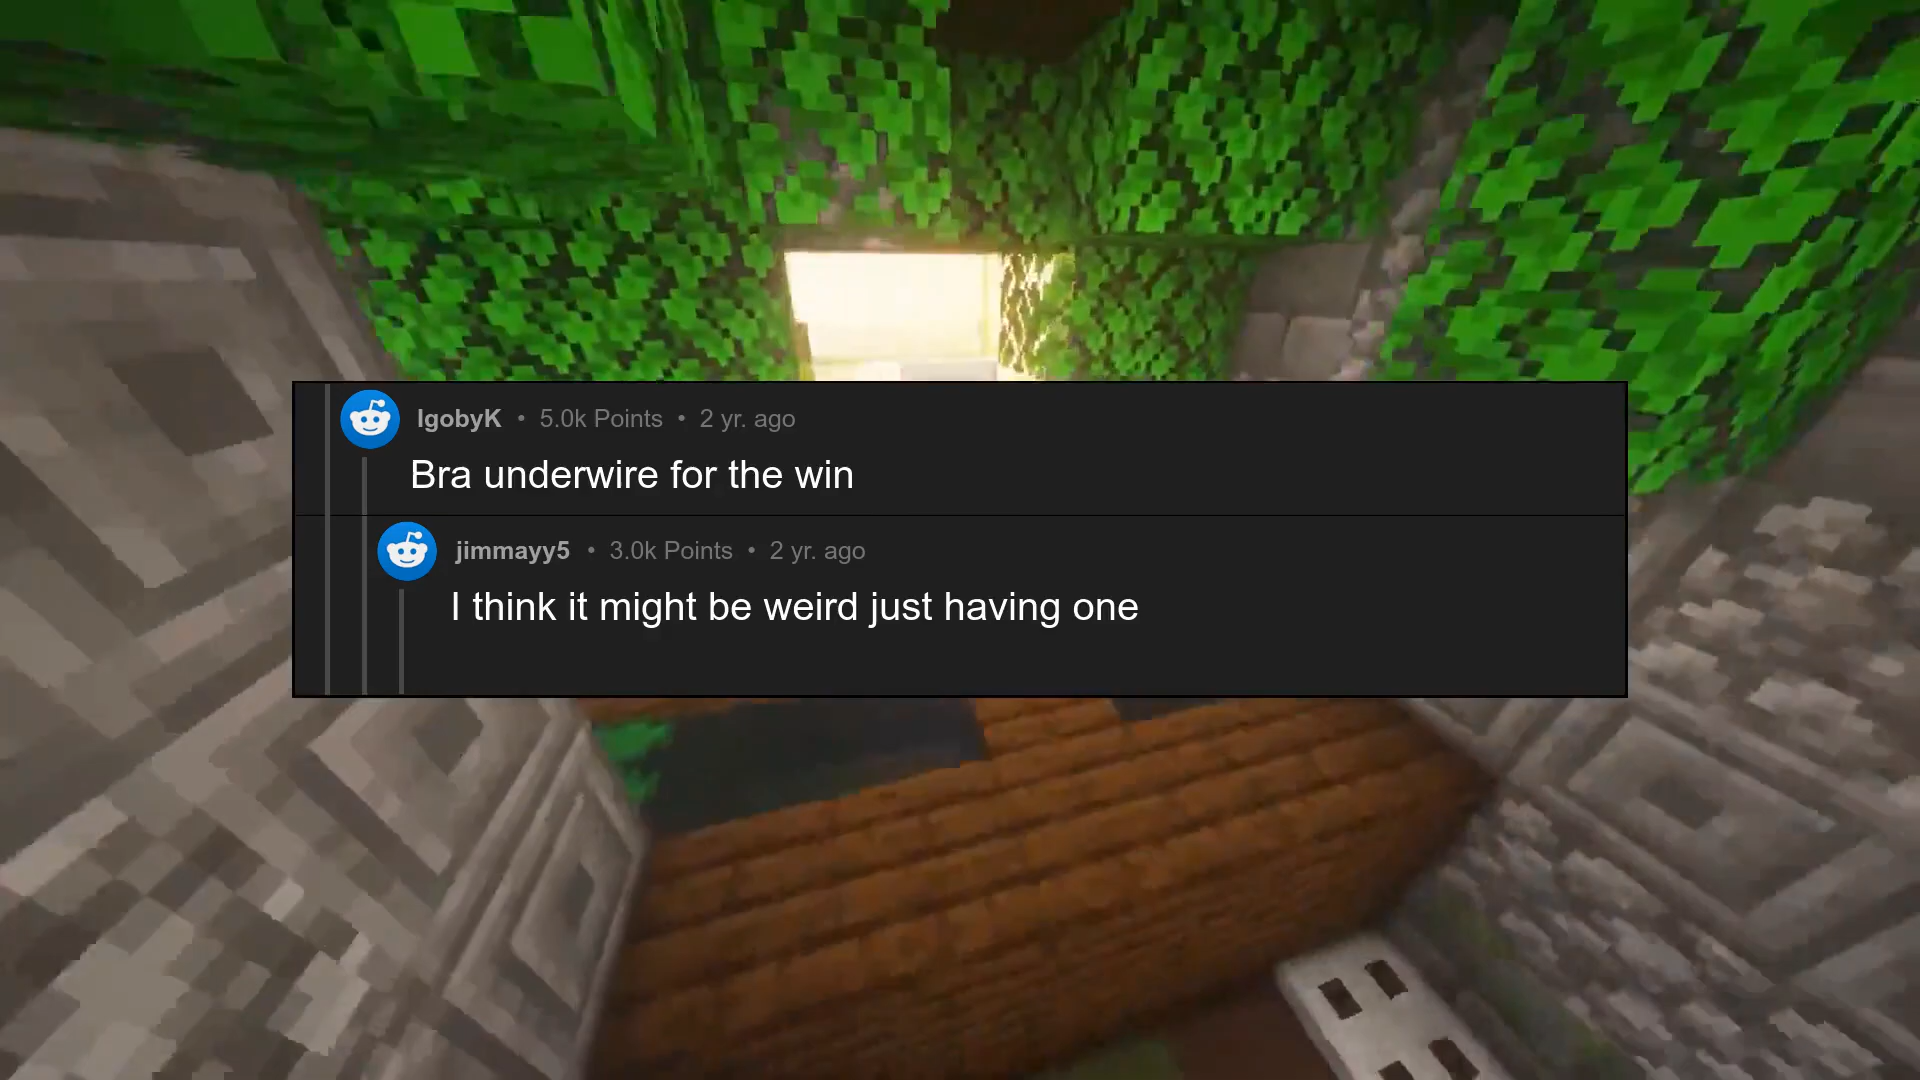 IgobyK • 5.0k Points • 2 yr. ago
Bra underwire for the win
jimmayy5 • 3.0k Points • 2 yr. ago
I think it might be weird just having one